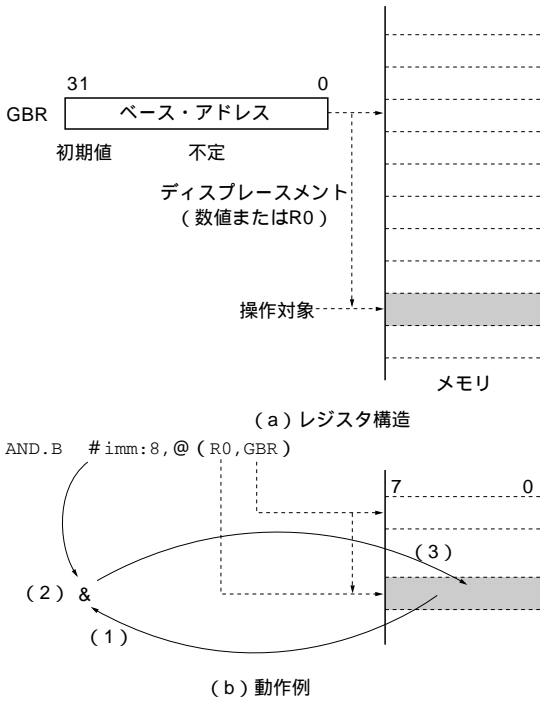 31 0
GBR ベース・アドレス
初期値 不定
ディスプレースメント
(数値またはR0)
操作対象
メモリ
(a)レジスタ構造
AND.B #imm:8,@(R0,GBR)
7 0
(3)
(2) &
(1)
(b)動作例